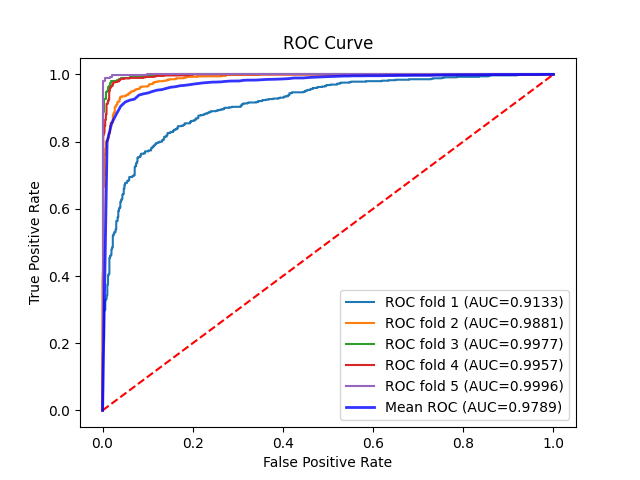 ROC Curve
1.0
0.8
0.6
0.4
0.2
0.0
True Positive Rate
ROC fold 1 (AUC=0.9133)
ROC fold 2 (AUC=0.9881)
ROC fold 3 (AUC=0.9977)
ROC fold 4 (AUC=0.9957)
ROC fold 5 (AUC=0.9996)
Mean ROC (AUC=0.9789)
0.0 0.2 0.4 0.6 0.8 1.0
False Positive Rate